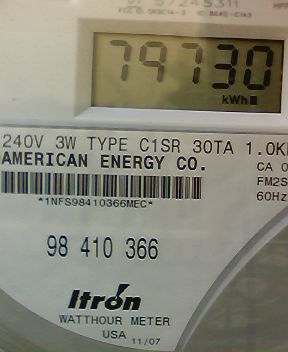 79730
kWh
240V 3W TYPE C1SR 30TA 1.0K
AMERICAN ENERGY CO.
CA 0
*1NFS98410366MEC*
FM2S
60Hz
98 410 366
Itron
WATTHOUR METER
USA 11/07